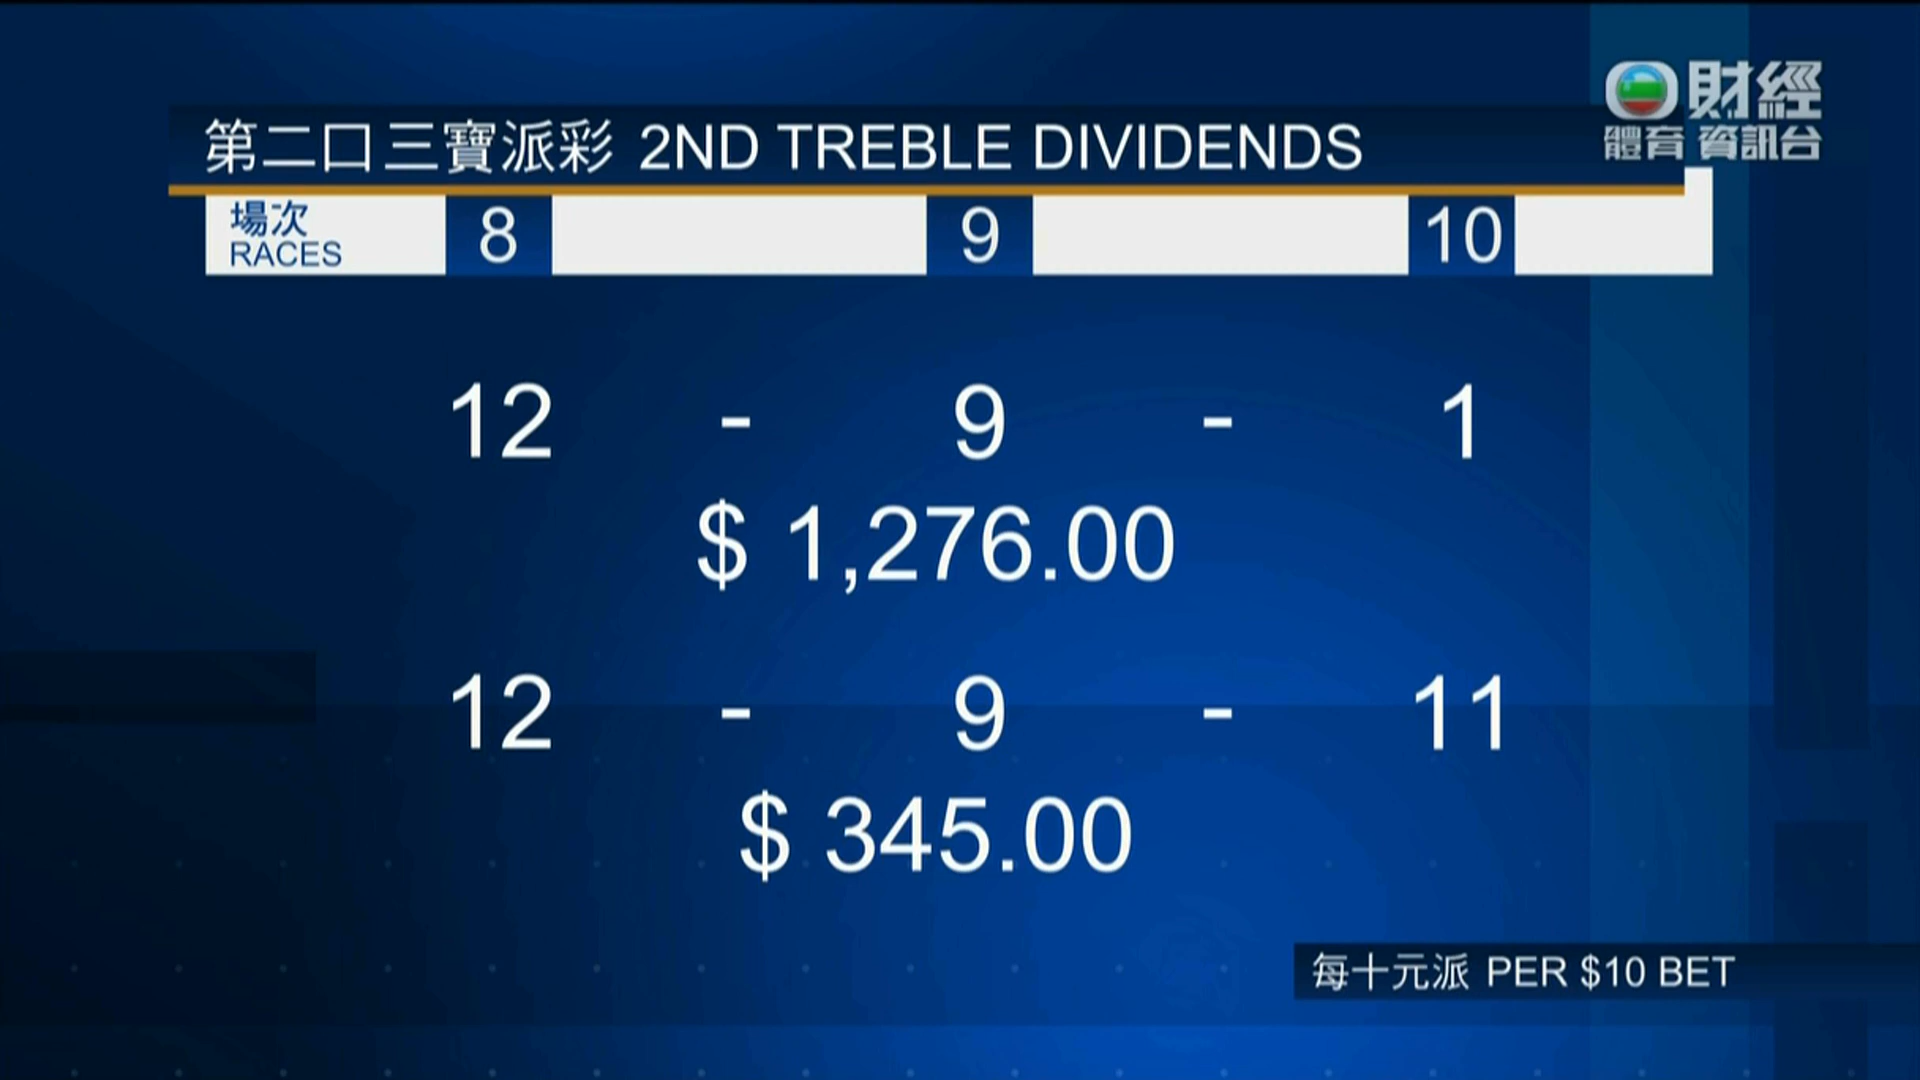 財經
體育 資訊台
第二口三寶派彩 2ND TREBLE DIVIDENDS
場次 8 9 10
RACES
12 - 9 - 1
$ 1,276.00
12 - 9 - 11
$ 345.00
每十元派 PER $10 BET